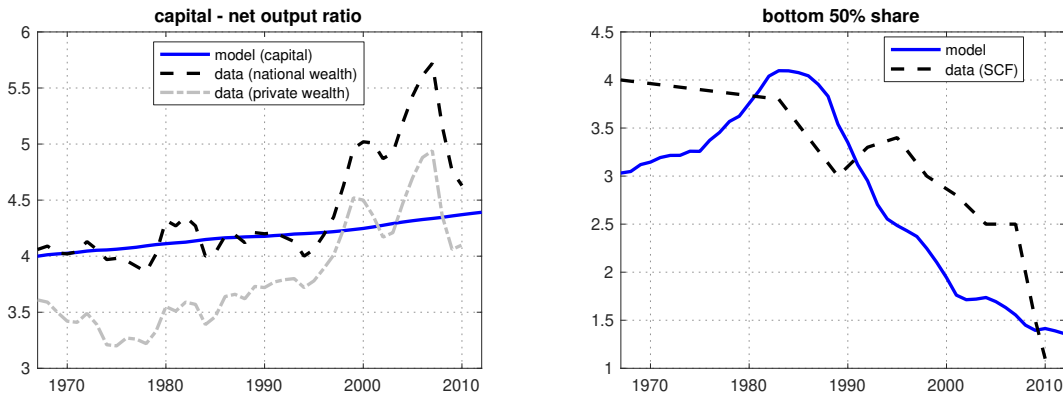 capital - net output ratio
6
5.5
5
4.5
4
3.5
3
model (capital)
data (national wealth)
data (private wealth)
1970 1980 1990 2000 2010
bottom 50% share
4.5
4
3.5
3
2.5
2
1.5
1
model
data (SCF)
1970 1980 1990 2000 2010